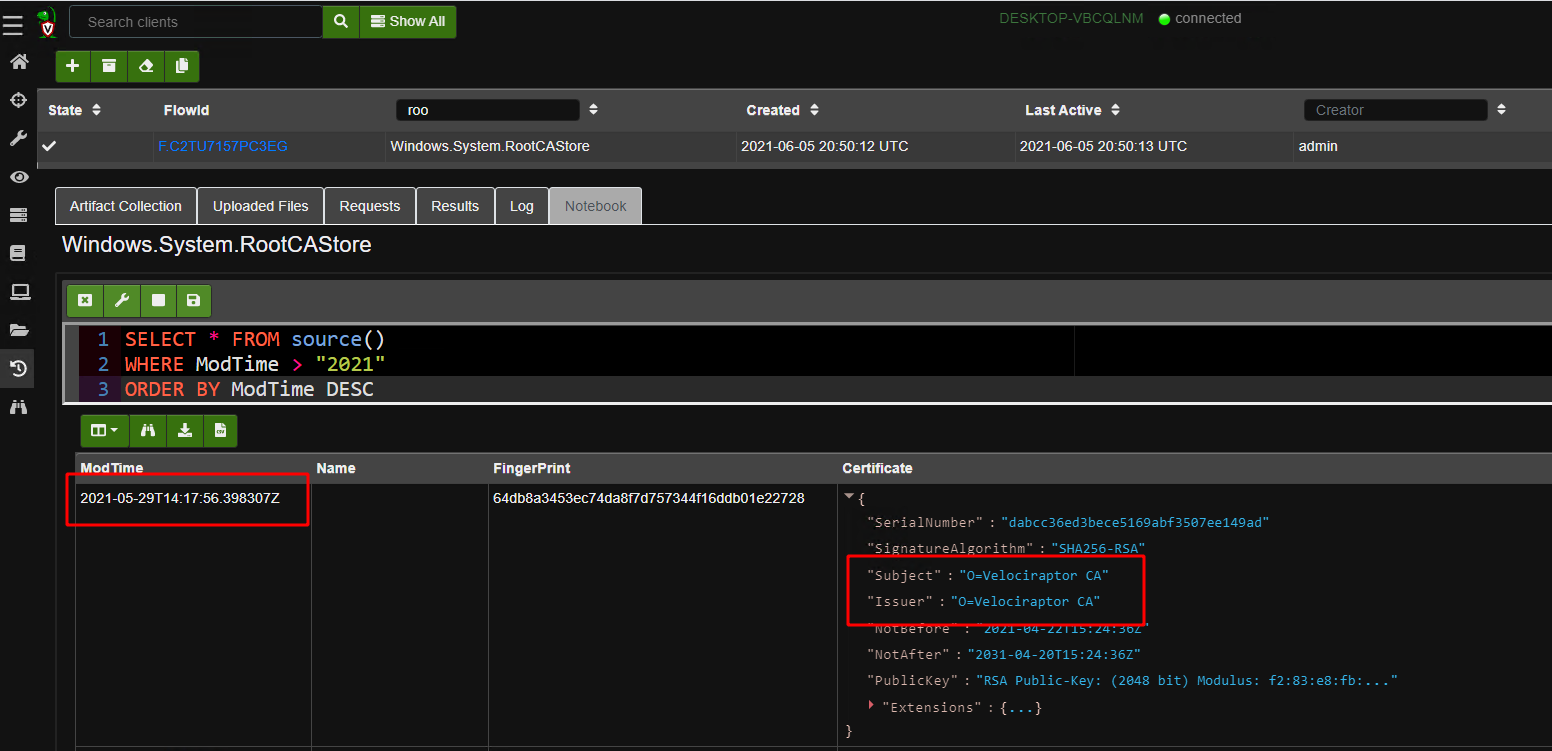 Search clients Show All DESKTOP-VBCQLNM connected
State FlowId roo Created Last Active Creator
F.C2TU7157PC3EG Windows.System.RootCAStore 2021-06-05 20:50:12 UTC 2021-06-05 20:50:13 UTC admin
Artifact Collection Uploaded Files Requests Results Log Notebook
Windows.System.RootCAStore
1 SELECT * FROM source()
2 WHERE ModTime > "2021"
3 ORDER BY ModTime DESC
ModTime Name FingerPrint Certificate
2021-05-29T14:17:56.398307Z 64db8a3453ec74da8f7d757344f16ddb01e22728 {
"SerialNumber" : "dabcc36ed3bece5169abf3507ee149ad"
"SignatureAlgorithm" : "SHA256-RSA"
"Subject" : "O=Velociraptor CA"
"Issuer" : "O=Velociraptor CA"
"NotBefore" : "2021-04-22T15:24:36Z"
"NotAfter" : "2031-04-20T15:24:36Z"
"PublicKey" : "RSA Public-Key: (2048 bit) Modulus: f2:83:e8:fb:..."
"Extensions" : {...}
}